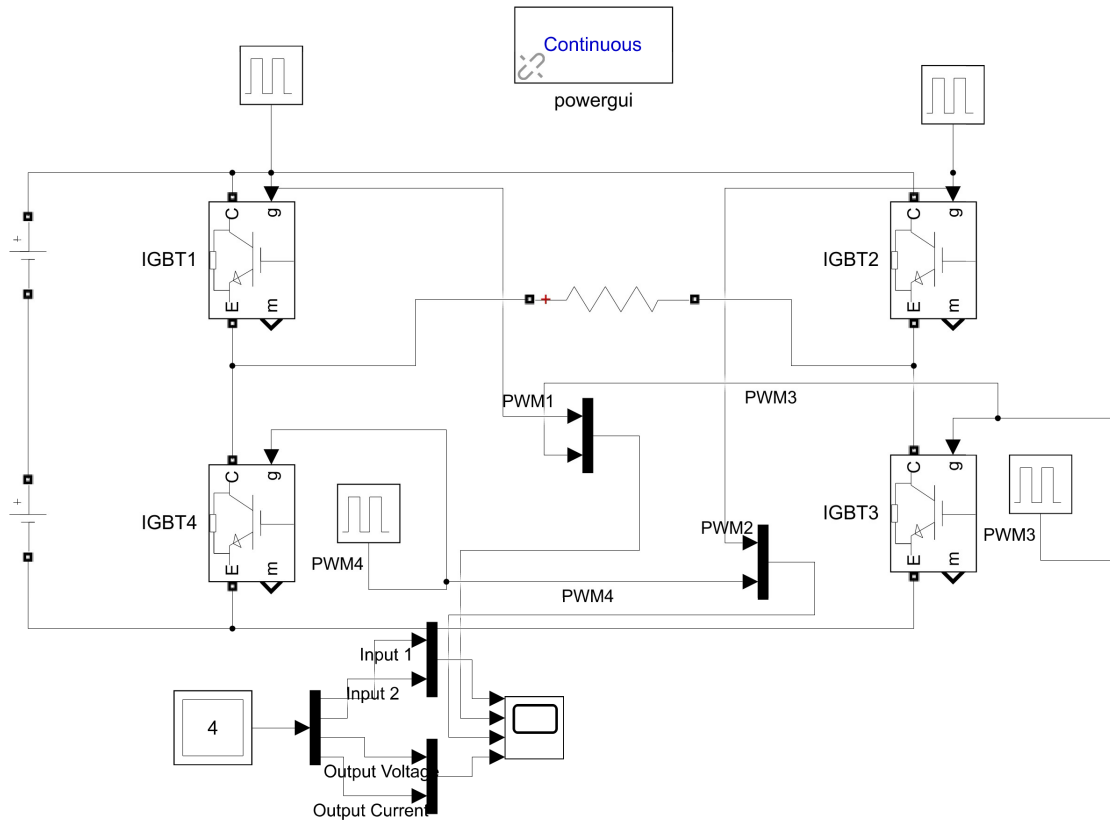 Continuous
powergui
C
g
IGBT1
E
m
C
g
IGBT2
E
m
+
+
PWM1
PWM3
C
g
IGBT4
E
m
+
PWM4
PWM2
C
g
IGBT3
E
m
PWM3
PWM4
Input 1
Input 2
4
Output Voltage
Output Current